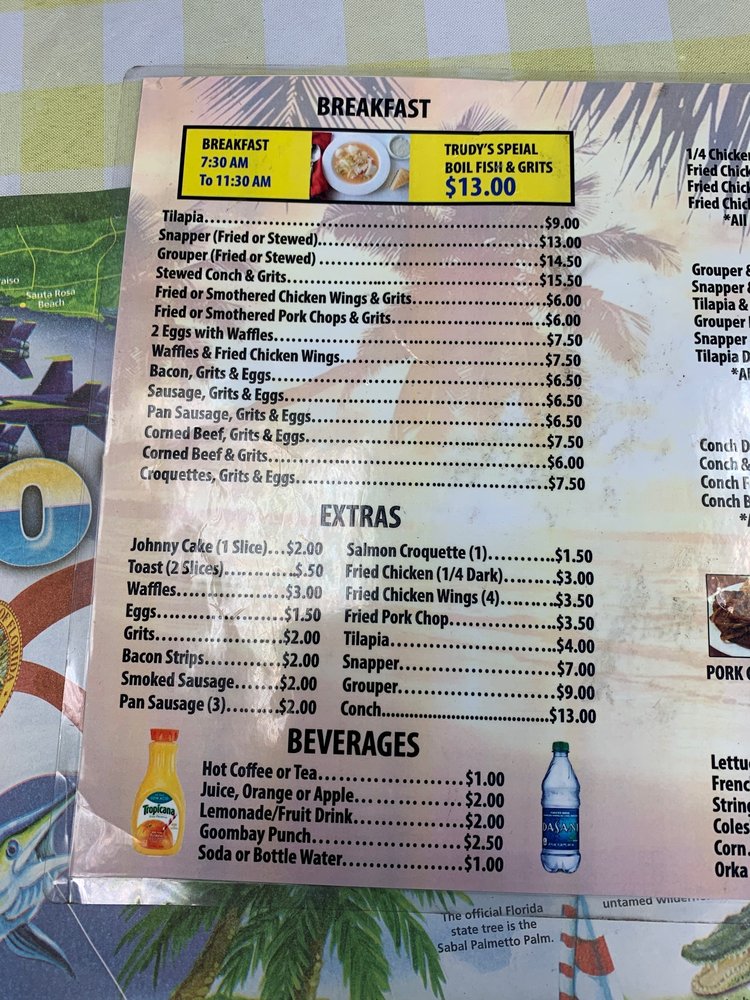 BREAKFAST
BREAKFAST
7:30 AM
To 11:30 AM
TRUDY'S SPEIAL
BOIL FISH & GRITS
$13.00
Tilapia.....$9.00
Snapper (Fried or Stewed).....$13.00
Grouper (Fried or Stewed).....$14.50
Stewed Conch & Grits.....$15.50
Fried or Smothered Chicken Wings & Grits.....$6.00
Fried or Smothered Pork Chops & Grits.....$6.00
2 Eggs with Waffles.....$7.50
Waffles & Fried Chicken Wings.....$7.50
Bacon, Grits & Eggs.....$6.50
Sausage, Grits & Eggs.....$6.50
Pan Sausage, Grits & Eggs.....$6.50
Corned Beef, Grits & Eggs.....$7.50
Corned Beef & Grits.....$6.00
Croquettes, Grits & Eggs.....$7.50
EXTRAS
Johnny Cake (1 Slice)...$2.00
Toast (2 Slices).....$.50
Waffles.....$3.00
Eggs.....$1.50
Grits.....$2.00
Bacon Strips.....$2.00
Smoked Sausage.....$2.00
Pan Sausage (3).....$2.00
Salmon Croquette (1).....$1.50
Fried Chicken (1/4 Dark).....$3.00
Fried Chicken Wings (4).....$3.50
Fried Pork Chop.....$3.50
Tilapia.....$4.00
Snapper.....$7.00
Grouper.....$9.00
Conch.....$13.00
BEVERAGES
Hot Coffee or Tea.....$1.00
Juice, Orange or Apple.....$2.00
Lemonade/Fruit Drink.....$2.00
Goombay Punch.....$2.50
Soda or Bottle Water.....$1.00
Tropicana
DASANI
1/4 Chicken
Fried
Fried
Fried
*All
Grouper &
Snapper &
Tilapia &
Grouper
Snapper
Tilapia D
Conch D
Conch &
Conch F
Conch B
PORK
Corn.
Orka
Santa Rosa
Beach
The official Florida
state tree is the
Sabal Palmetto Palm.
untamed